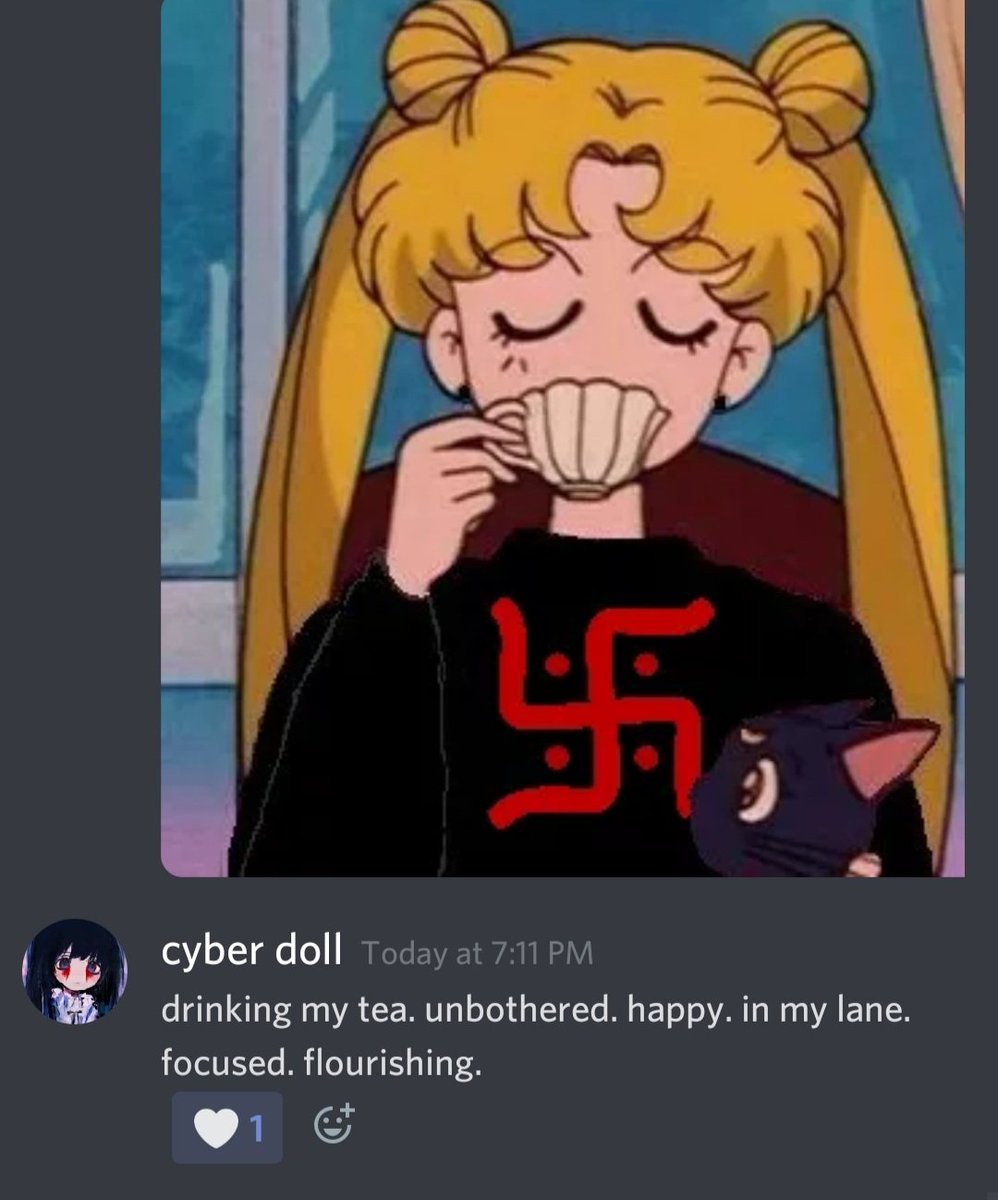 cyber doll Today at 7:11 PM
drinking my tea. unbothered. happy. in my lane.
focused. flourishing.
1